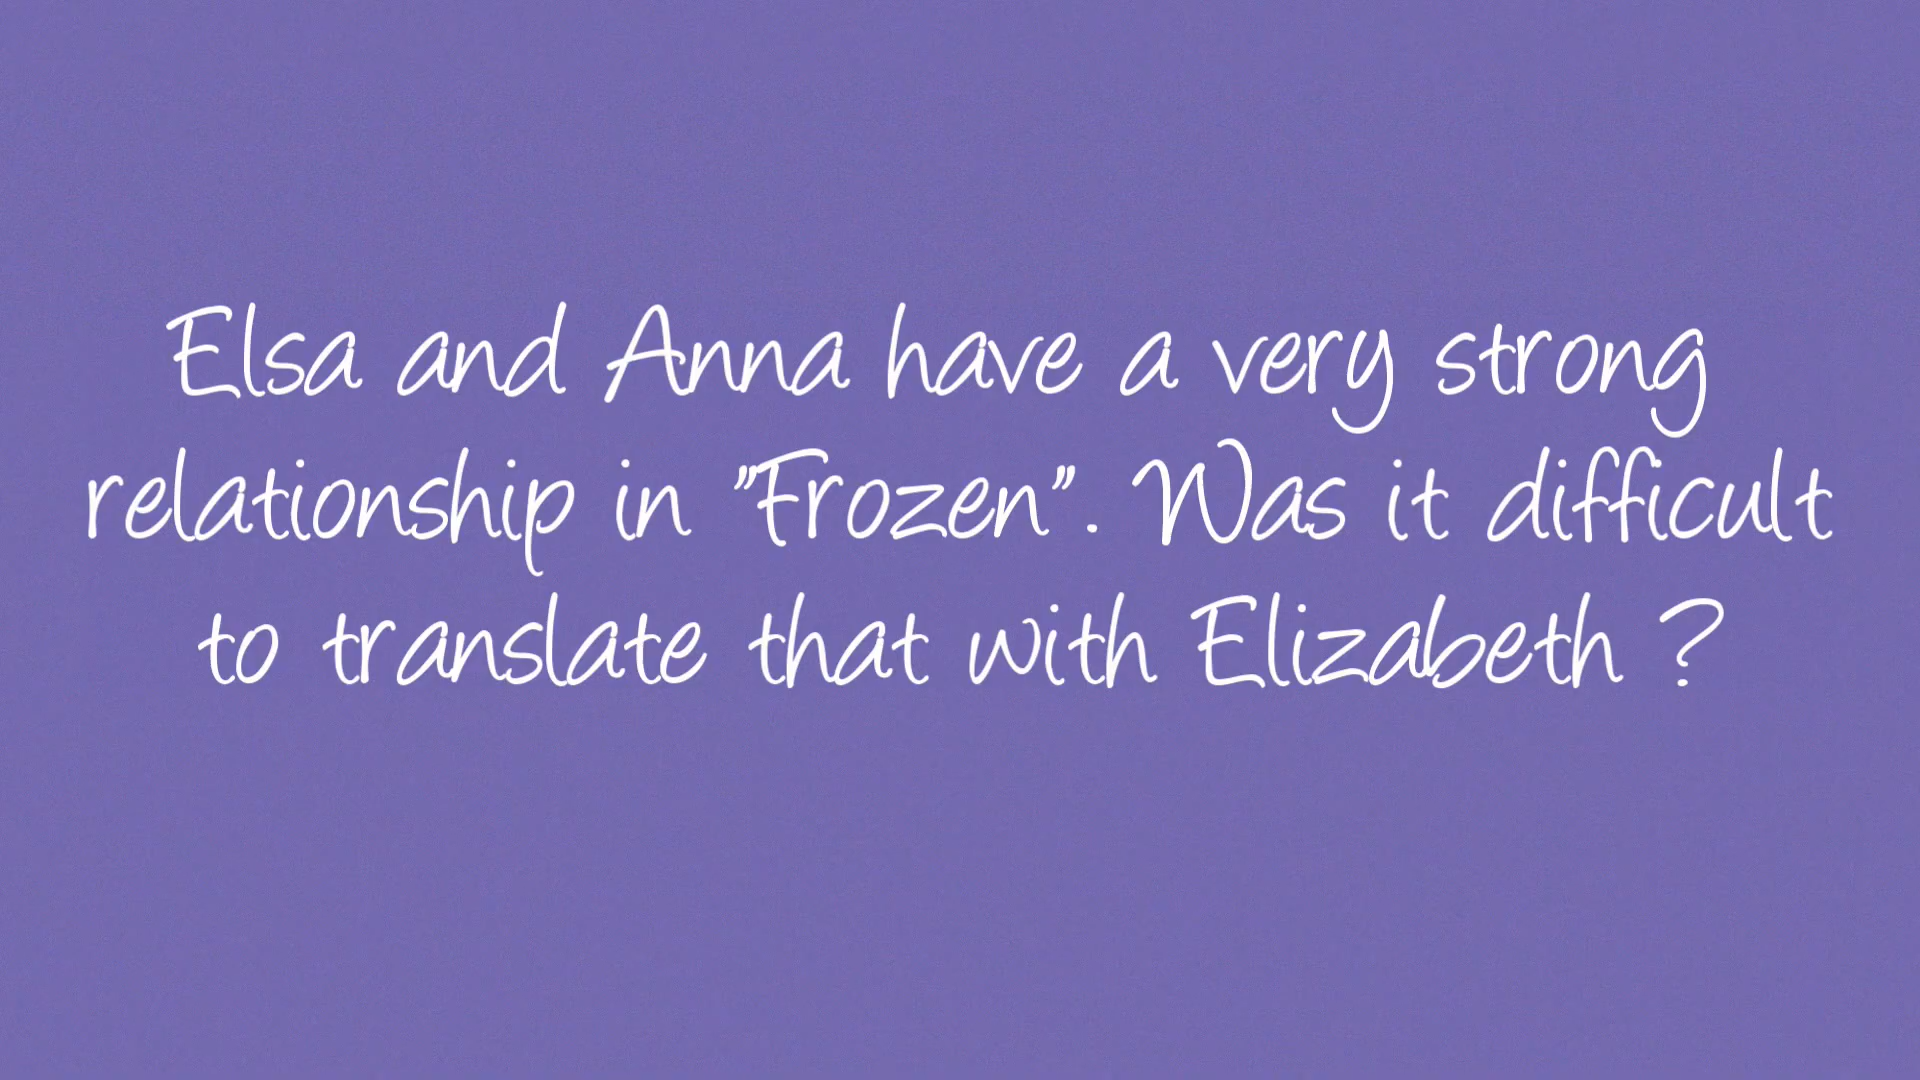 Elsa and Anna have a very strong
relationship in "Frozen". Was it difficult
to translate that with Elizabeth ?